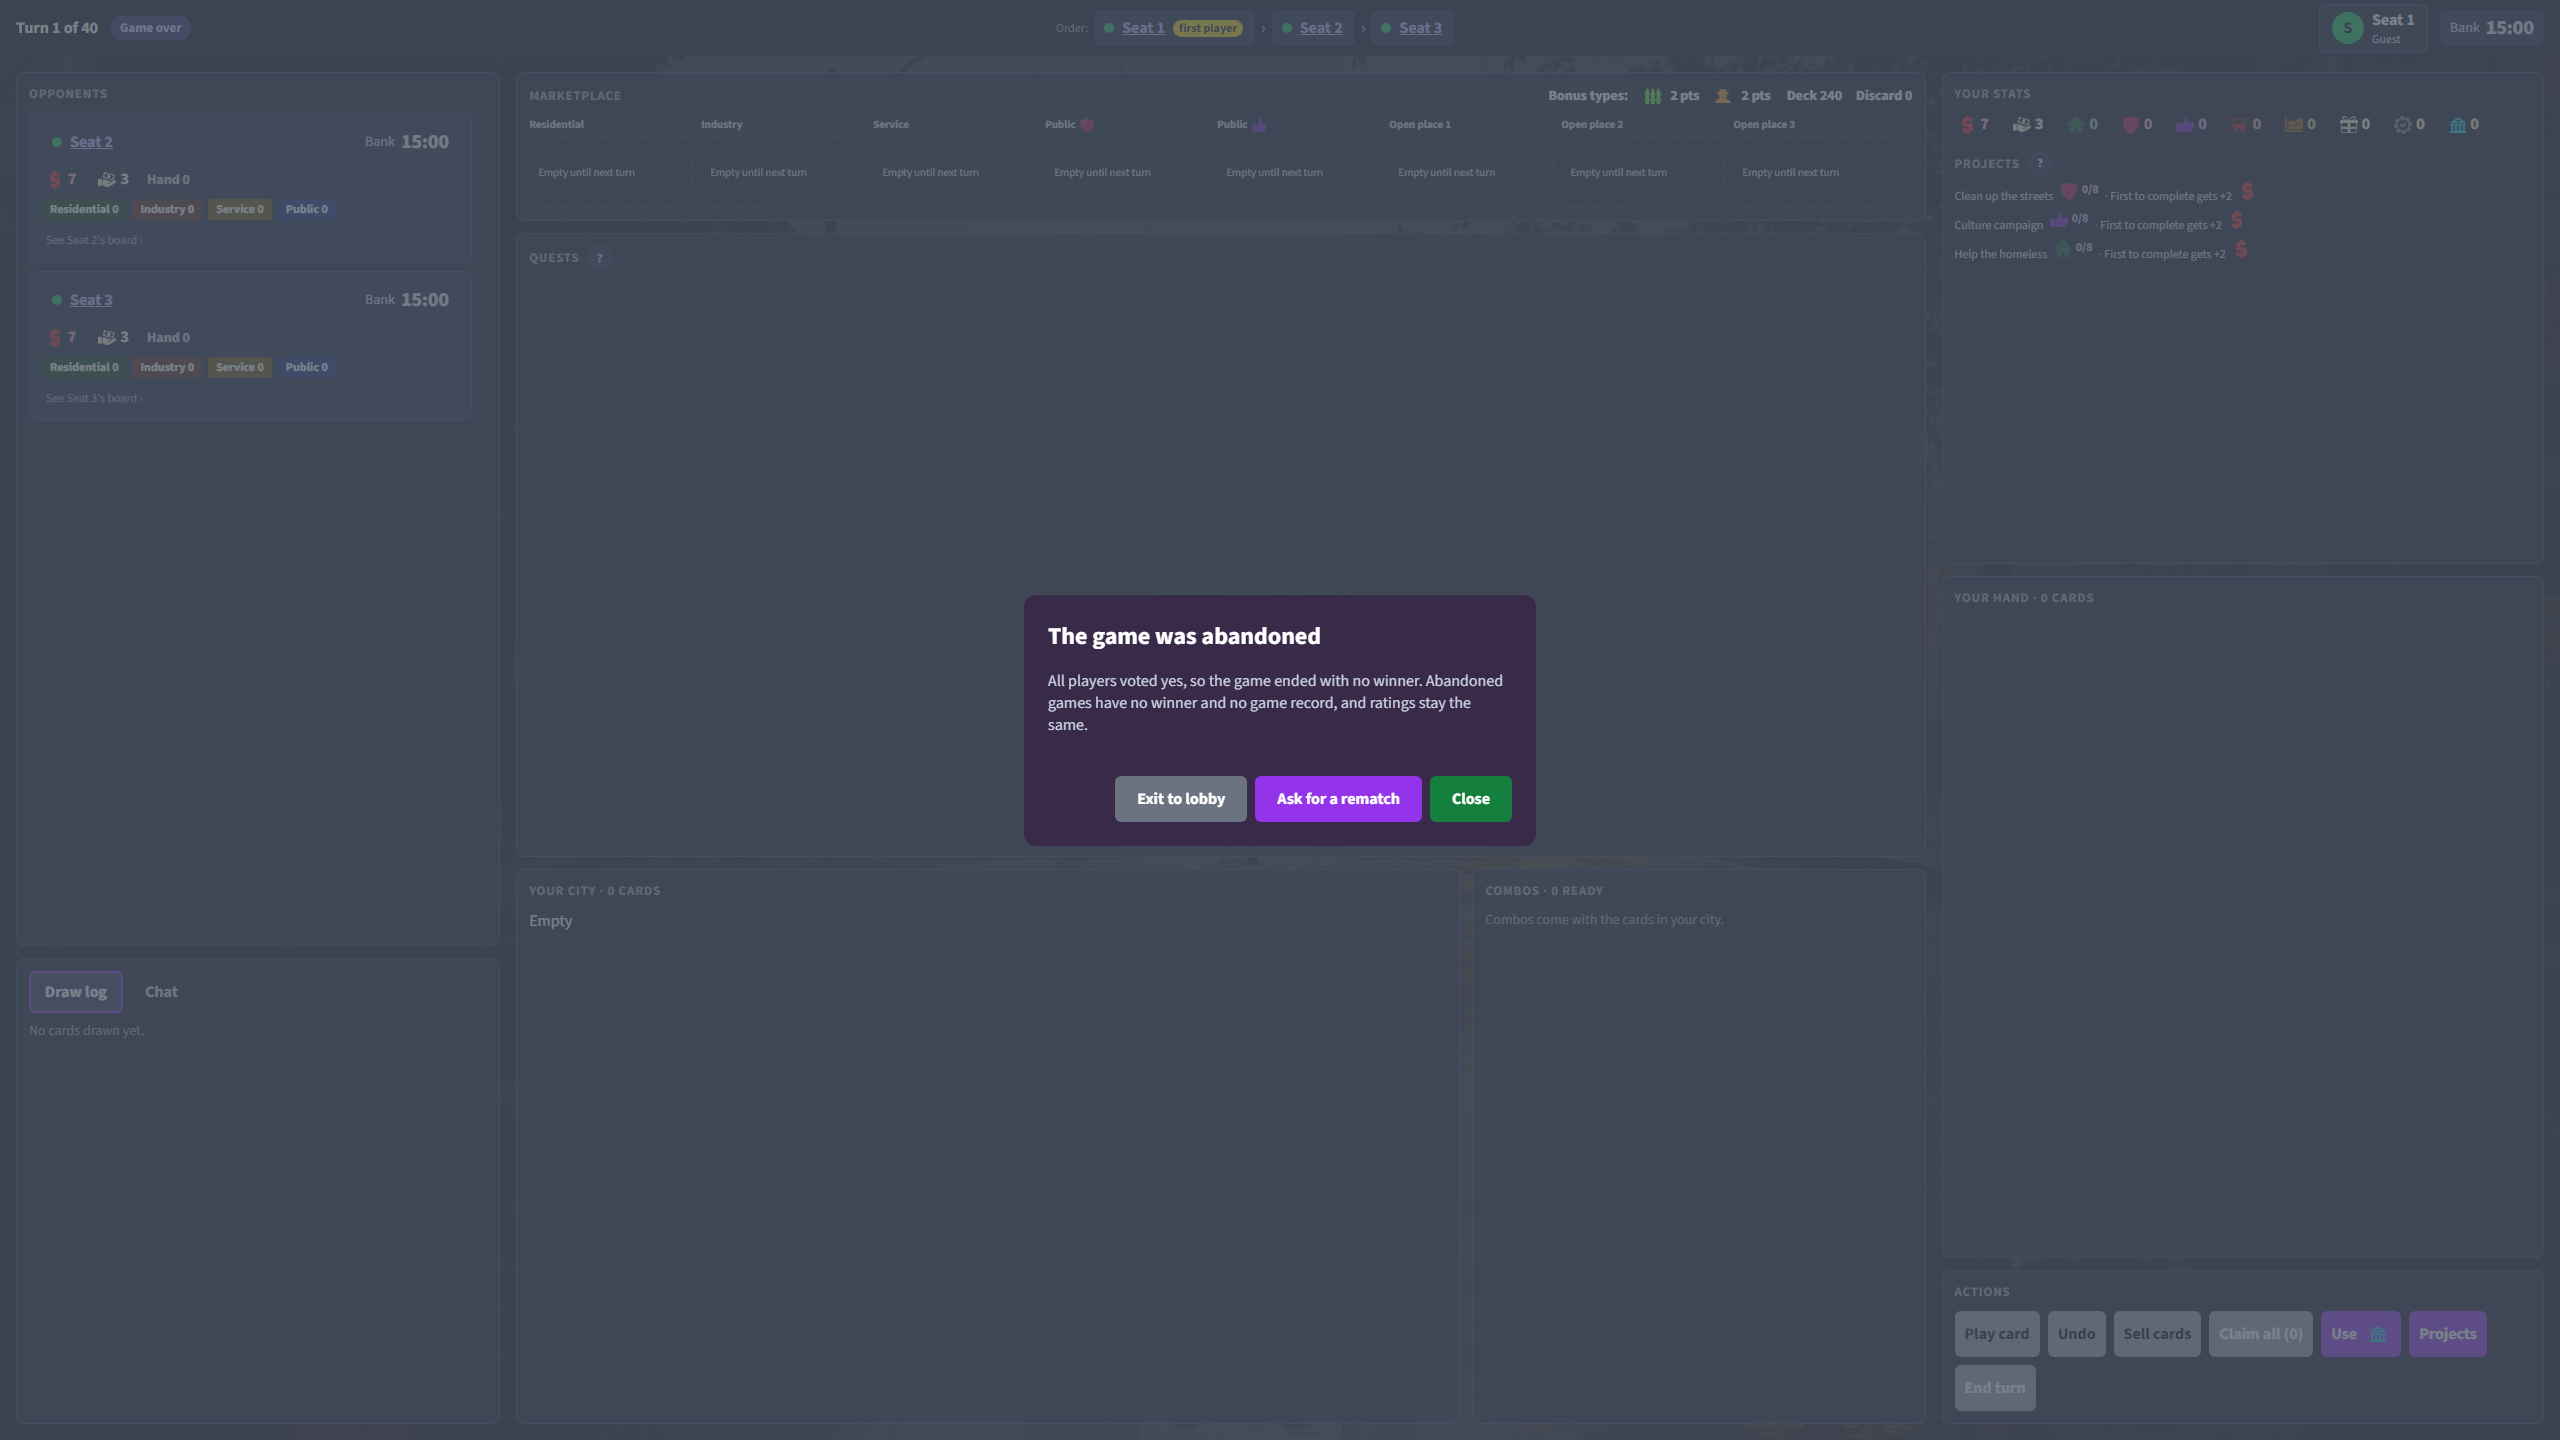 Turn 1 of 40 Game over
Order: Seat 1 first player › Seat 2 › Seat 3
S Seat 1 Guest Bank 15:00
OPPONENTS
Seat 2 Bank 15:00
7 3 Hand 0
Residential 0 Industry 0 Service 0 Public 0
See Seat 2's board ›
Seat 3 Bank 15:00
7 3 Hand 0
Residential 0 Industry 0 Service 0 Public 0
See Seat 3's board ›
Draw log Chat
No cards drawn yet.
MARKETPLACE Bonus types: 2 pts 2 pts Deck 240 Discard 0
Residential Industry Service Public Public Open place 1 Open place 2 Open place 3
Empty until next turn Empty until next turn Empty until next turn Empty until next turn Empty until next turn Empty until next turn Empty until next turn Empty until next turn
QUESTS ?
The game was abandoned
All players voted yes, so the game ended with no winner. Abandoned
games have no winner and no game record, and ratings stay the
same.
Exit to lobby Ask for a rematch Close
YOUR CITY · 0 CARDS
Empty
COMBOS · 0 READY
Combos come with the cards in your city.
YOUR STATS
$ 7 3 0 0 0 0 0 0 0 0
PROJECTS ?
Clean up the streets 0/8 · First to complete gets +2 $
Culture campaign 0/8 · First to complete gets +2 $
Help the homeless 0/8 · First to complete gets +2 $
YOUR HAND · 0 CARDS
ACTIONS
Play card Undo Sell cards Claim all (0) Use Projects
End turn